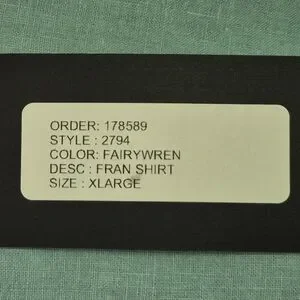 ORDER: 178589
STYLE : 2794
COLOR: FAIRYWREN
DESC : FRAN SHIRT
SIZE : XLARGE